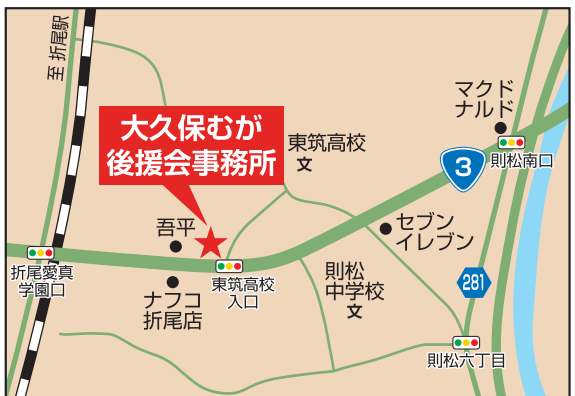 至 折尾駅
大久保むが
後援会事務所
東筑高校
文
マクド
ナルド
則松南口
3
吾平
セブン
イレブン
折尾愛真
学園口
ナフコ
折尾店
東筑高校
入口
則松
中学校
文
281
則松六丁目